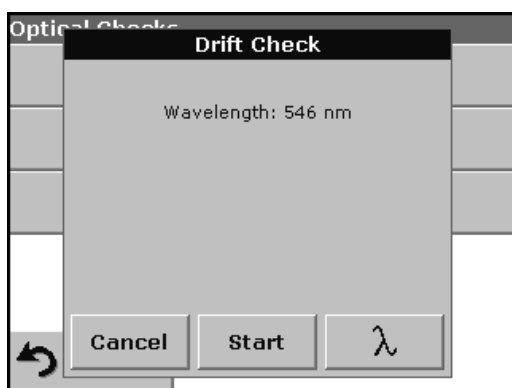 Optical Checks
Drift Check
Wavelength: 546 nm
Cancel
Start
λ